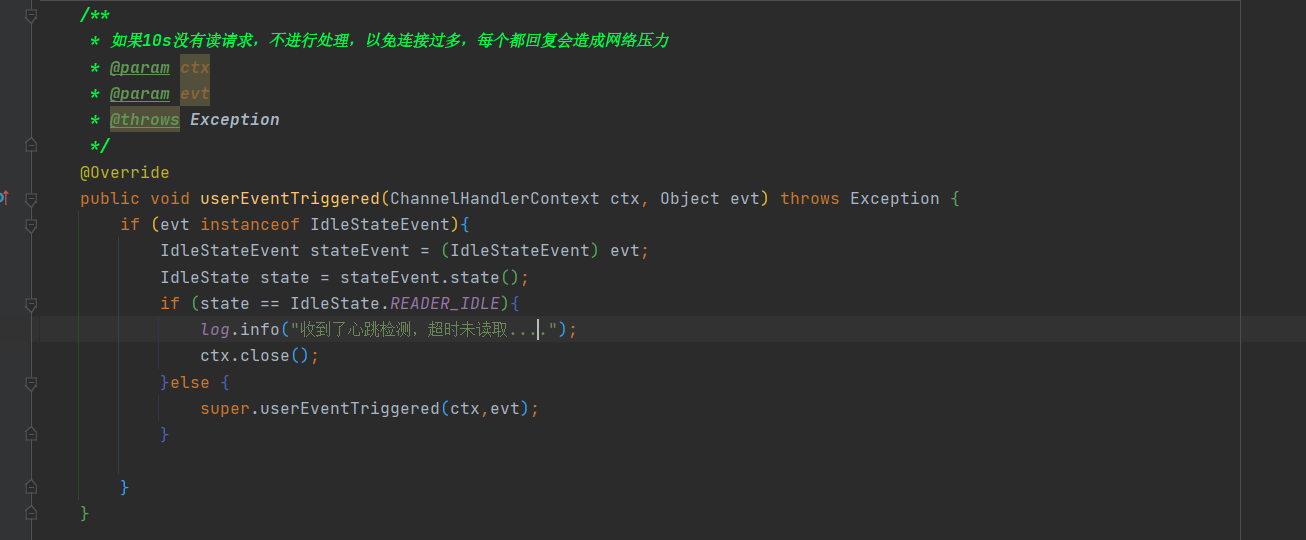 /**
* 如果10s没有读请求，不进行处理，以免连接过多，每个都回复会造成网络压力
* @param ctx
* @param evt
* @throws Exception
*/
@Override
public void userEventTriggered(ChannelHandlerContext ctx, Object evt) throws Exception {
if (evt instanceof IdleStateEvent){
IdleStateEvent stateEvent = (IdleStateEvent) evt;
IdleState state = stateEvent.state();
if (state == IdleState.READER_IDLE){
log.info("收到了心跳检测，超时未读取....");
ctx.close();
}else {
super.userEventTriggered(ctx,evt);
}
}
}